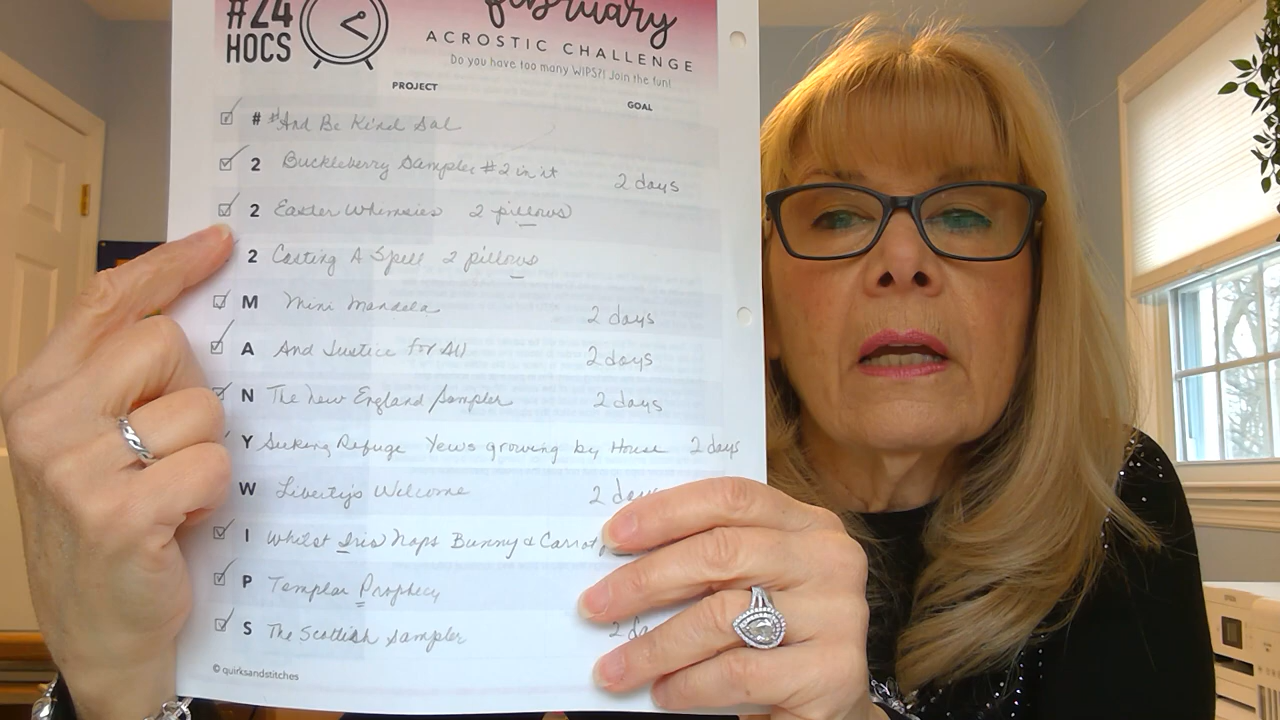 #24
HOCS
february
ACROSTIC CHALLENGE
Do you have too many WIPS?! Join the fun!
PROJECT GOAL
# #And Be Kind Sal
2 Buckleberry Sampler #2 in it 2 days
2 Easter Whimsies 2 pillows
2 Casting A Spell 2 pillows
M Mini Mandala 2 days
A And Justice for All 2 days
N The New England Sampler 2 days
Y Seeking Refuge Yews growing by House 2 days
W Liberty's Welcome 2 days
I Whilst Iris Naps Bunny & Carrot
P Templar Prophecy
S The Scottish Sampler 2 da
© quirksandstitches
EPSON